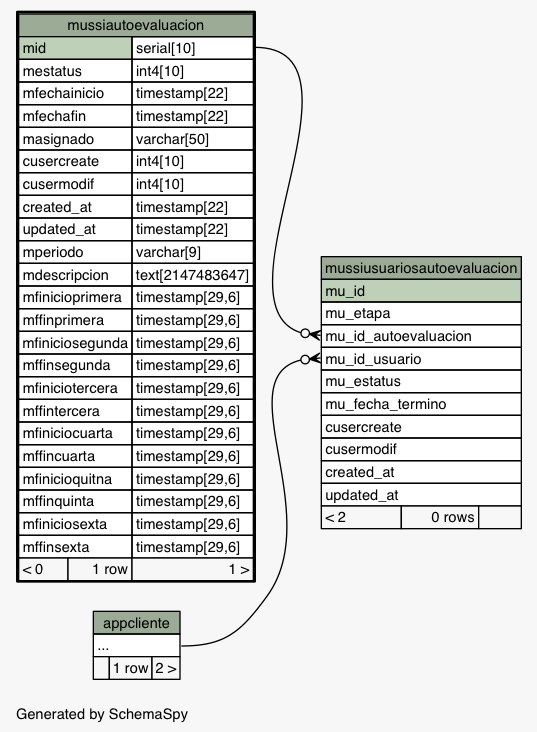 mussiautoevaluacion
mid serial[10]
mestatus int4[10]
mfechainicio timestamp[22]
mfechafin timestamp[22]
masignado varchar[50]
cusercreate int4[10]
cusermodif int4[10]
created_at timestamp[22]
updated_at timestamp[22]
mperiodo varchar[9]
mdescripcion text[2147483647]
mfinicioprimera timestamp[29,6]
mffinprimera timestamp[29,6]
mfiniciosegunda timestamp[29,6]
mffinsegunda timestamp[29,6]
mfiniciotercera timestamp[29,6]
mffintercera timestamp[29,6]
mfiniciocuarta timestamp[29,6]
mffincuarta timestamp[29,6]
mfinicioquitna timestamp[29,6]
mffinquinta timestamp[29,6]
mfiniciosexta timestamp[29,6]
mffinsexta timestamp[29,6]
< 0 1 row 1 >
mussiusuariosautoevaluacion
mu_id
mu_etapa
mu_id_autoevaluacion
mu_id_usuario
mu_estatus
mu_fecha_termino
cusercreate
cusermodif
created_at
updated_at
< 2 0 rows
appcliente
...
1 row 2 >
Generated by SchemaSpy